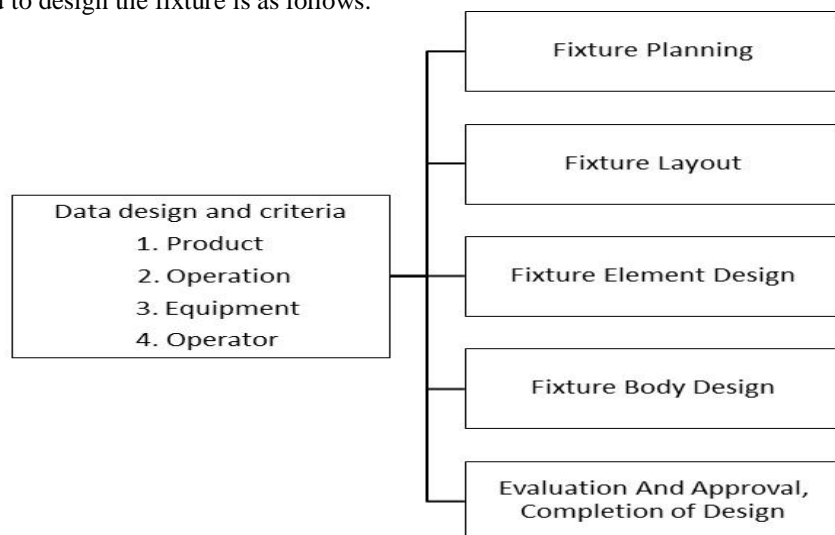 to design the fixture is as follows.
Fixture Planning
Fixture Layout
Data design and criteria
1. Product
2. Operation
3. Equipment
4. Operator
Fixture Element Design
Fixture Body Design
Evaluation And Approval,
Completion of Design